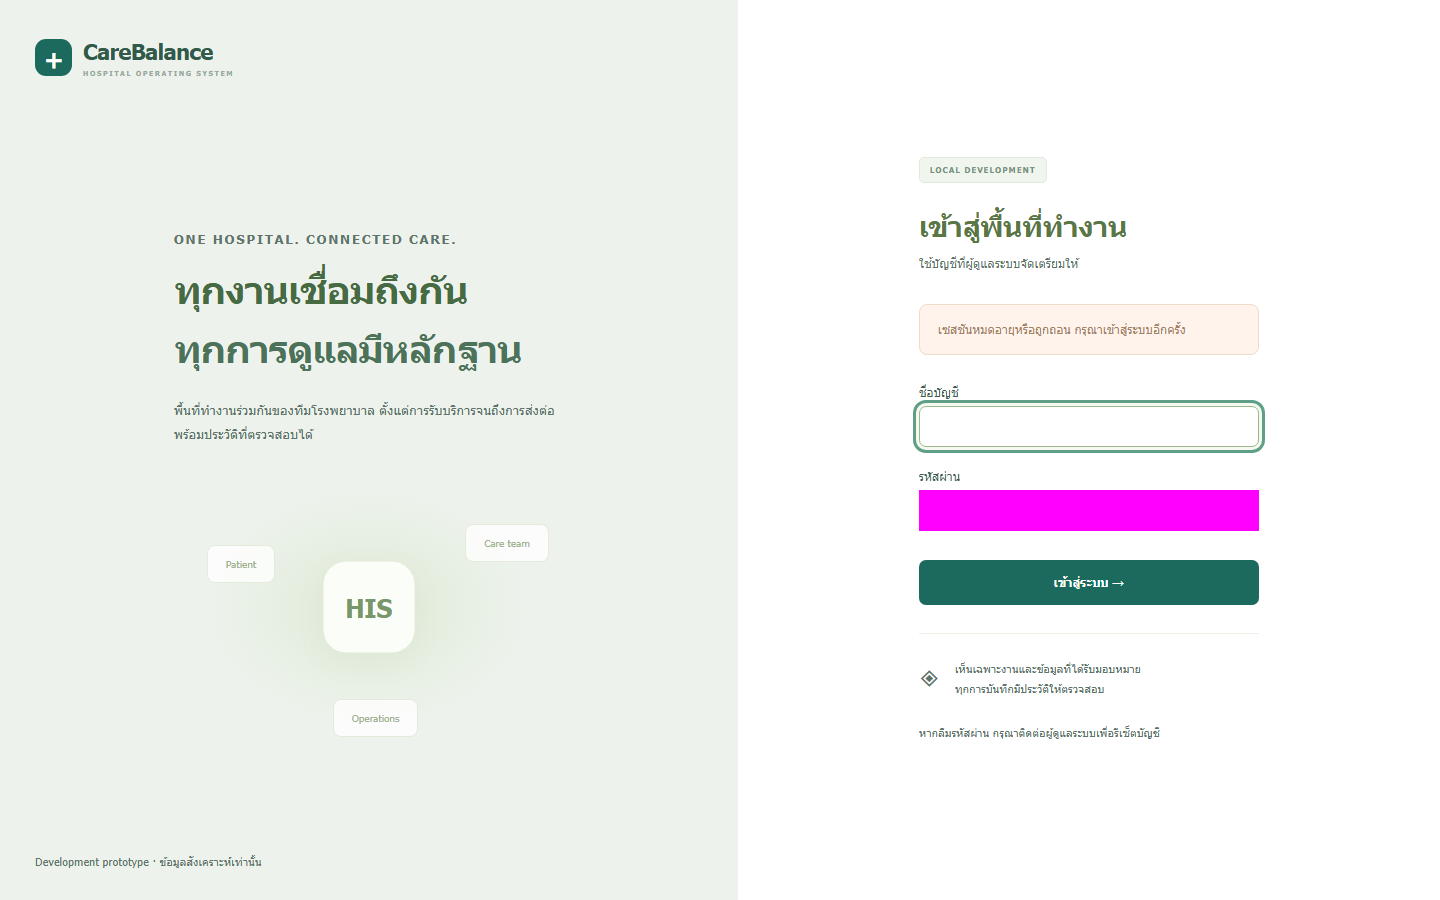 CareBalance
HOSPITAL OPERATING SYSTEM
ONE HOSPITAL. CONNECTED CARE.
ทุกงานเชื่อมถึงกัน
ทุกการดูแลมีหลักฐาน
พื้นที่ทำงานร่วมกันของทีมโรงพยาบาล ตั้งแต่การรับบริการจนถึงการส่งต่อ
พร้อมประวัติที่ตรวจสอบได้
Patient
Care team
HIS
Operations
Development prototype · ข้อมูลสังเคราะห์เท่านั้น
LOCAL DEVELOPMENT
เข้าสู่พื้นที่ทำงาน
ใช้บัญชีที่ผู้ดูแลระบบจัดเตรียมให้
เซสชันหมดอายุหรือถูกถอน กรุณาเข้าสู่ระบบอีกครั้ง
ชื่อบัญชี
รหัสผ่าน
เข้าสู่ระบบ →
เห็นเฉพาะงานและข้อมูลที่ได้รับมอบหมาย
ทุกการบันทึกมีประวัติให้ตรวจสอบ
หากลืมรหัสผ่าน กรุณาติดต่อผู้ดูแลระบบเพื่อรีเซ็ตบัญชี